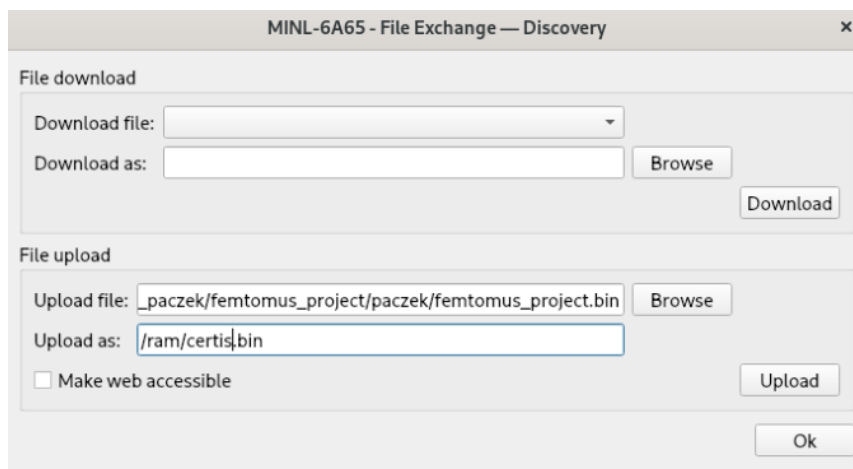 MINL-6A65 - File Exchange — Discovery ×
File download
Download file:
Download as: Browse
Download
File upload
Upload file: _paczek/femtomus_project/paczek/femtomus_project.bin Browse
Upload as: /ram/certis.bin
Make web accessible Upload
Ok